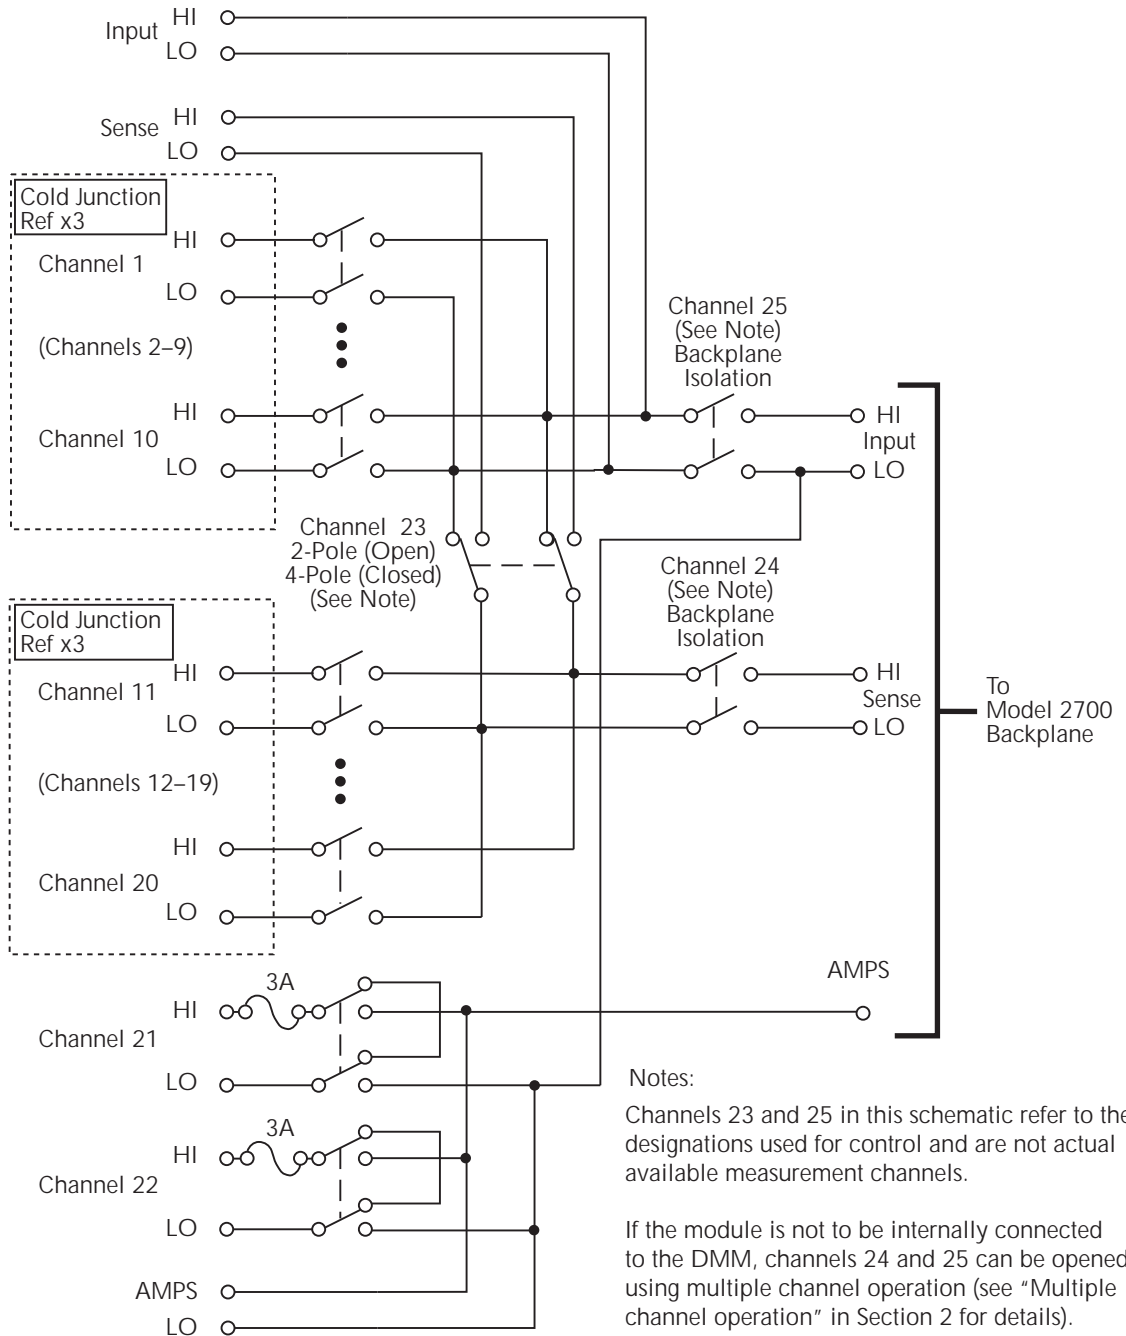 Input
HI
LO
Sense
HI
LO
Cold Junction
Ref x3
HI
Channel 1
LO
(Channels 2–9)
HI
Channel 10
LO
Channel 25
(See Note)
Backplane
Isolation
HI
Input
LO
Channel 23
2-Pole (Open)
4-Pole (Closed)
(See Note)
Channel 24
(See Note)
Backplane
Isolation
Cold Junction
Ref x3
HI
Channel 11
LO
(Channels 12–19)
HI
Channel 20
LO
HI
Sense
LO
To
Model 2700
Backplane
AMPS
3A
HI
Channel 21
LO
3A
HI
Channel 22
LO
AMPS
LO
Notes:
Channels 23 and 25 in this schematic refer to the
designations used for control and are not actual
available measurement channels.
If the module is not to be internally connected
to the DMM, channels 24 and 25 can be opened
using multiple channel operation (see "Multiple
channel operation" in Section 2 for details).